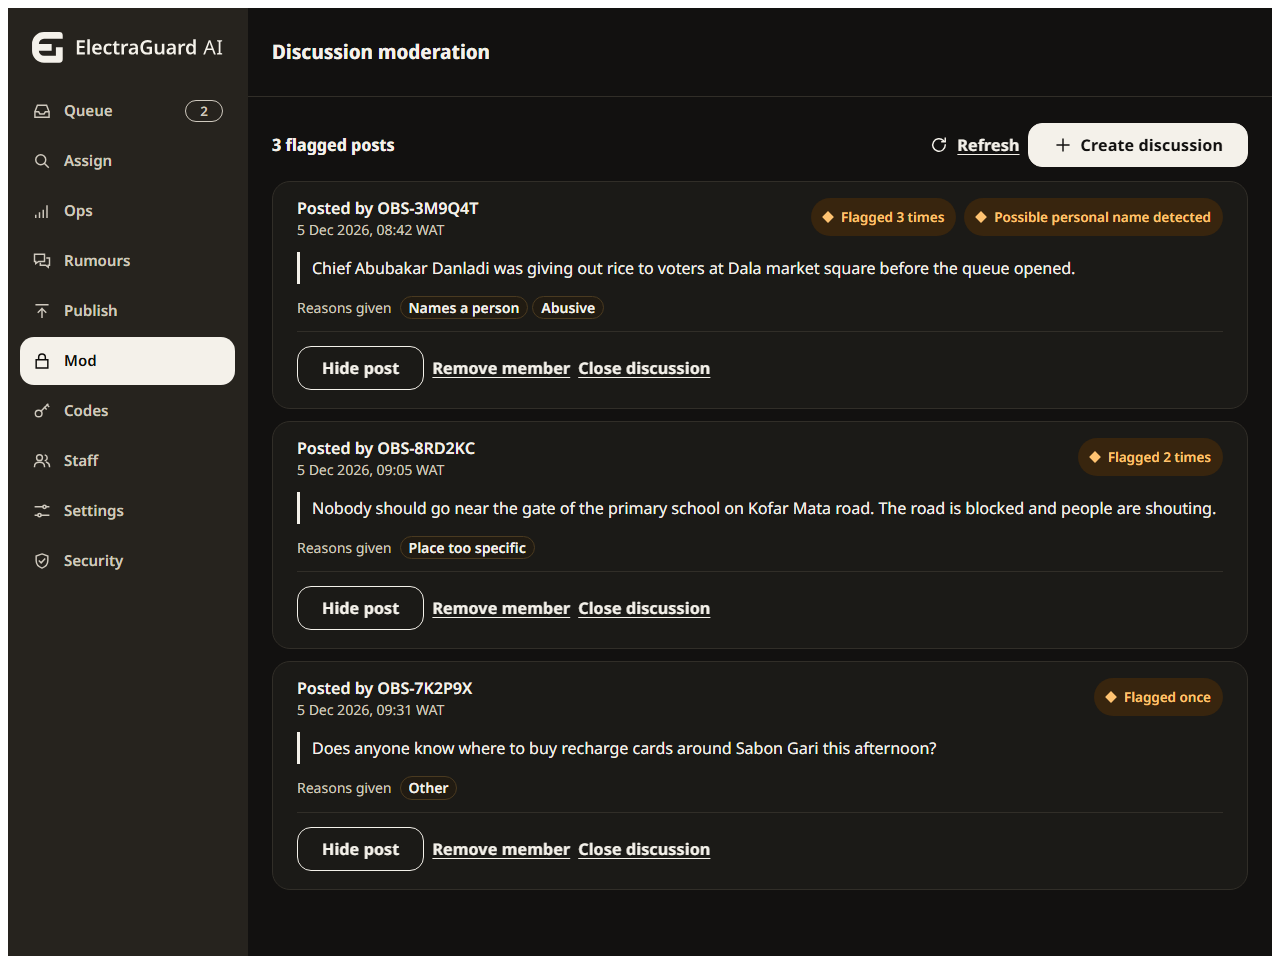 ElectraGuard AI
Queue 2
Assign
Ops
Rumours
Publish
Mod
Codes
Staff
Settings
Security
Discussion moderation
3 flagged posts
Refresh
Create discussion
Posted by OBS-3M9Q4T
5 Dec 2026, 08:42 WAT
Flagged 3 times
Possible personal name detected
Chief Abubakar Danladi was giving out rice to voters at Dala market square before the queue opened.
Reasons given Names a person Abusive
Hide post Remove member Close discussion
Posted by OBS-8RD2KC
5 Dec 2026, 09:05 WAT
Flagged 2 times
Nobody should go near the gate of the primary school on Kofar Mata road. The road is blocked and people are shouting.
Reasons given Place too specific
Hide post Remove member Close discussion
Posted by OBS-7K2P9X
5 Dec 2026, 09:31 WAT
Flagged once
Does anyone know where to buy recharge cards around Sabon Gari this afternoon?
Reasons given Other
Hide post Remove member Close discussion